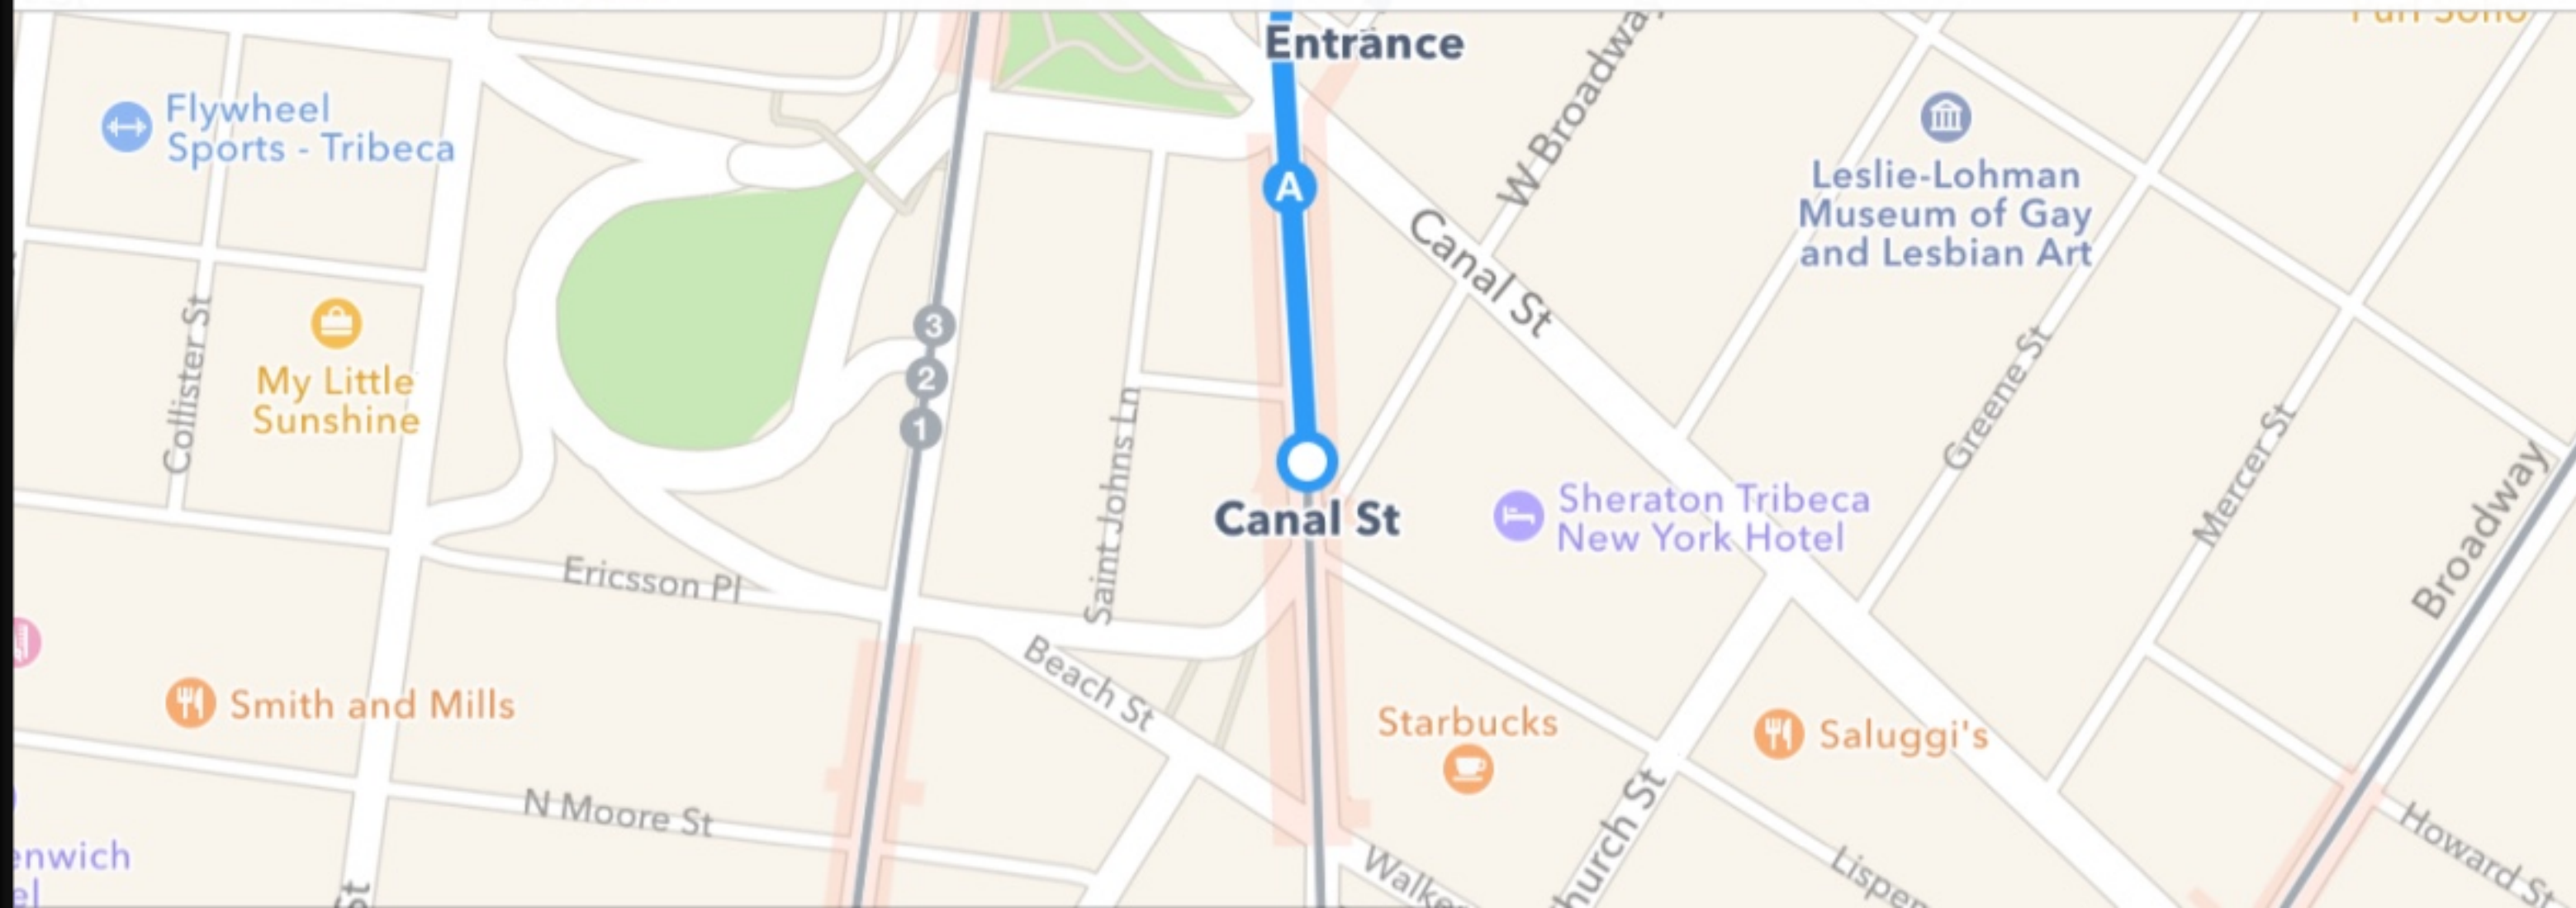 Entrance
W Broadway
Flywheel
Sports - Tribeca
A
Leslie-Lohman
Museum of Gay
and Lesbian Art
Canal St
Collister St
My Little
Sunshine
3
2
1
Saint Johns Ln
Greene St
Mercer St
Broadway
Canal St
Sheraton Tribeca
New York Hotel
Ericsson Pl
Beach St
Smith and Mills
Starbucks
Saluggi's
N Moore St
Howard St
St